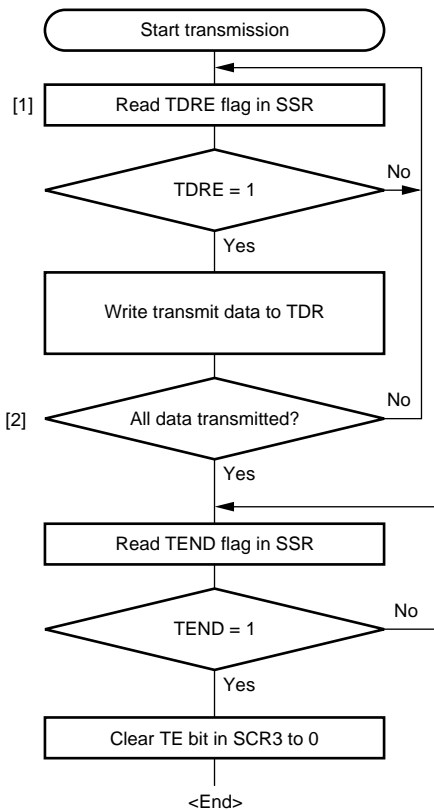 Start transmission
[1]
Read TDRE flag in SSR
No
TDRE = 1
Yes
Write transmit data to TDR
No
[2]
All data transmitted?
Yes
Read TEND flag in SSR
No
TEND = 1
Yes
Clear TE bit in SCR3 to 0
<End>